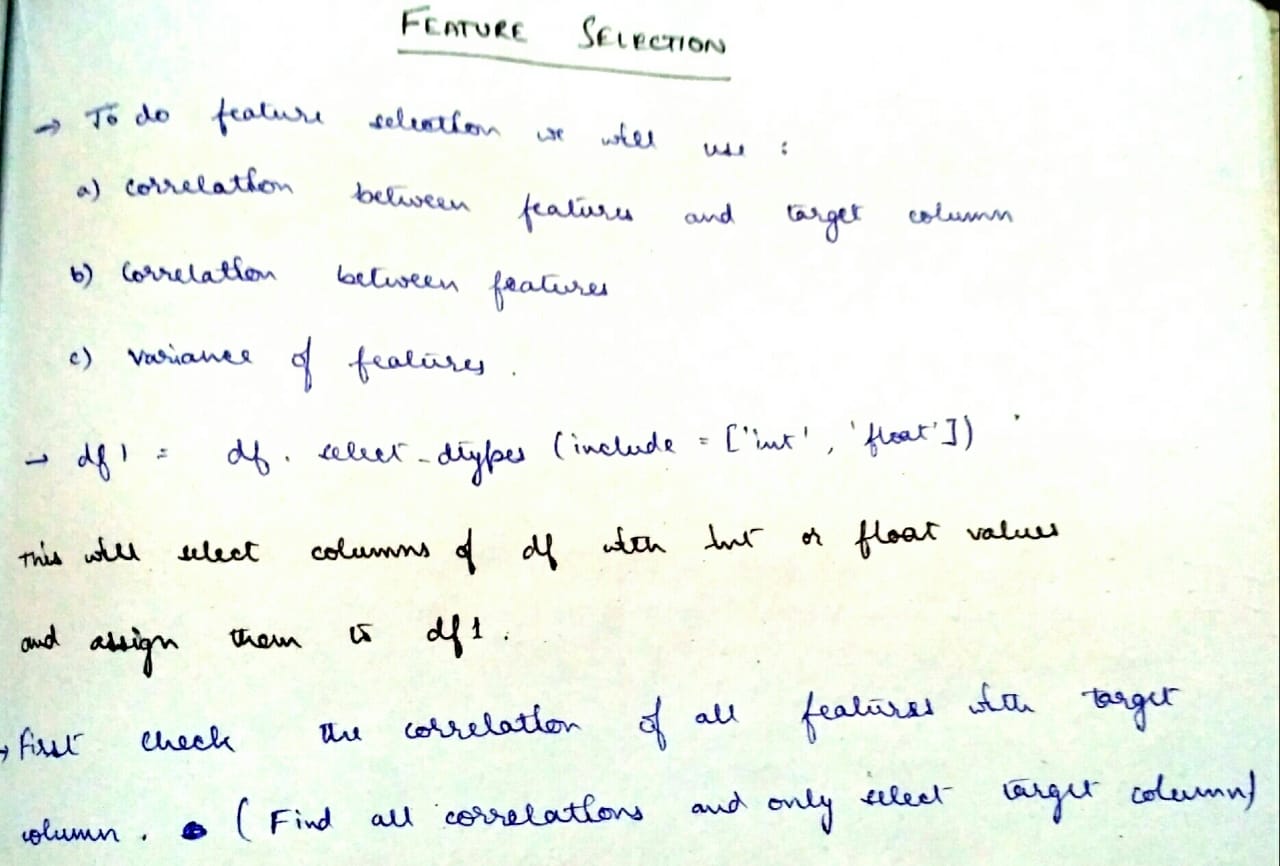 FEATURE SELECTION
→ To do feature selection we will use :
a) correlation between features and target column
b) Correlation between features
c) variance of features .
→ df1 = df. select_dtypes (include = ['int' , 'float'])
This will select columns of df with int or float values
and assign them to df1 .
→ First check the correlation of all features with target
column . ( Find all correlations and only select target column)